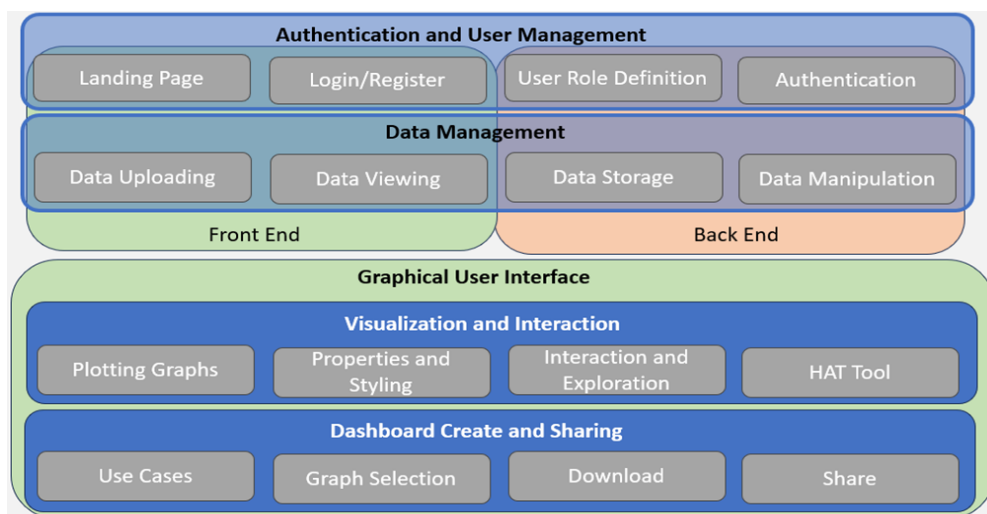 Authentication and User Management
Landing Page
Login/Register
User Role Definition
Authentication
Data Management
Data Uploading
Data Viewing
Data Storage
Data Manipulation
Front End
Back End
Graphical User Interface
Visualization and Interaction
Plotting Graphs
Properties and
Styling
Interaction and
Exploration
HAT Tool
Dashboard Create and Sharing
Use Cases
Graph Selection
Download
Share